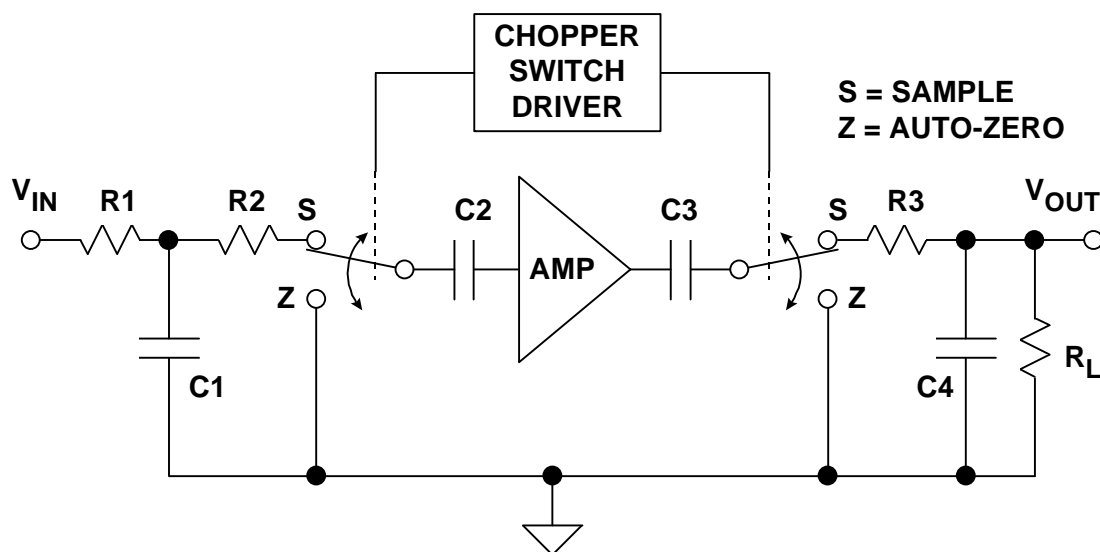 CHOPPER
SWITCH
DRIVER
S = SAMPLE
Z = AUTO-ZERO
VIN
R1
R2
S
C2
AMP
C3
S
R3
VOUT
Z
Z
C1
C4
RL